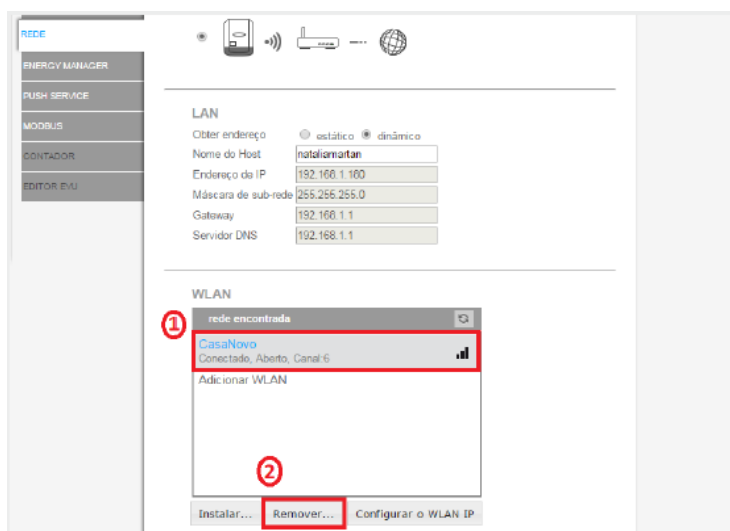 REDE
ENERGY MANAGER
PUSH SERVICE
MODBUS
CONTADOR
EDITOR EVU
LAN
Obter endereço estático dinâmico
Nome do Host nataliamartan
Endereço de IP 192.168.1.180
Máscara de sub-rede 255.255.255.0
Gateway 192.168.1.1
Servidor DNS 192.168.1.1
WLAN
1 rede encontrada
CasaNovo
Conectado, Aberto, Canal:6
Adicionar WLAN
2
Instalar... Remover... Configurar o WLAN IP